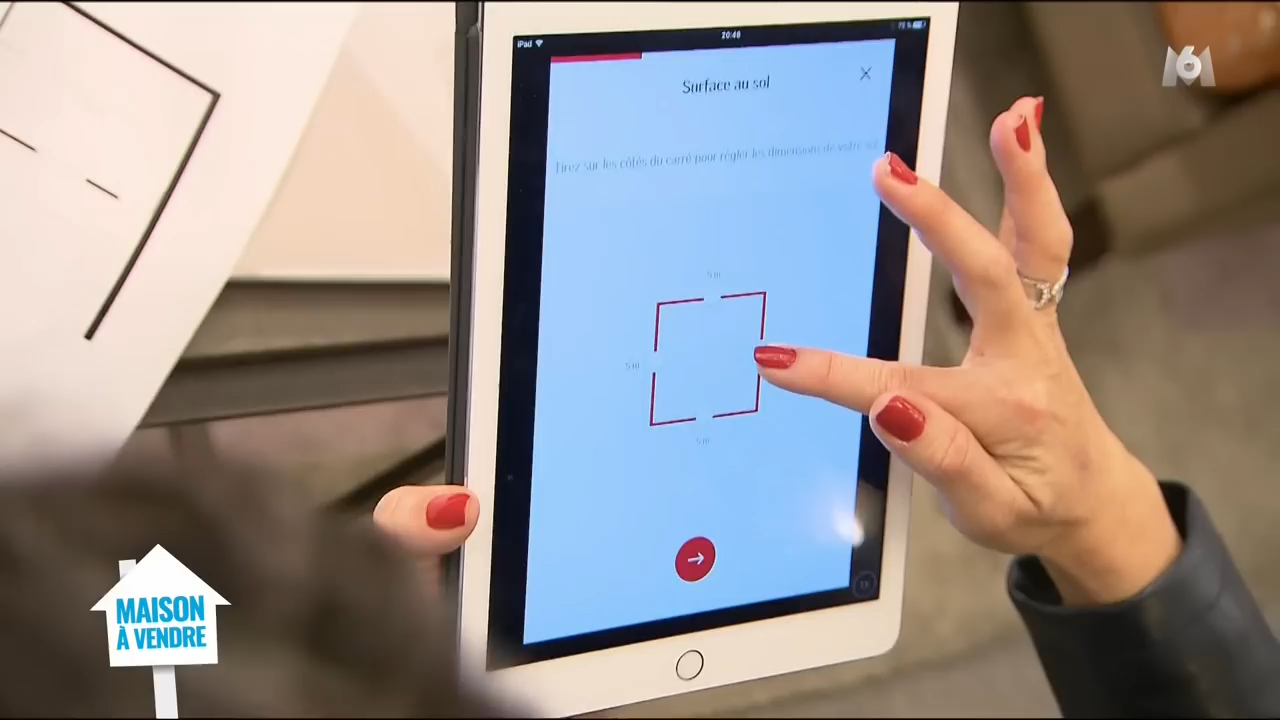 iPad
20:46
Surface au sol
Tirez sur les côtés du carré pour régler les dimensions de votre sol
5 m
5 m
5 m
M6
MAISON
À VENDRE